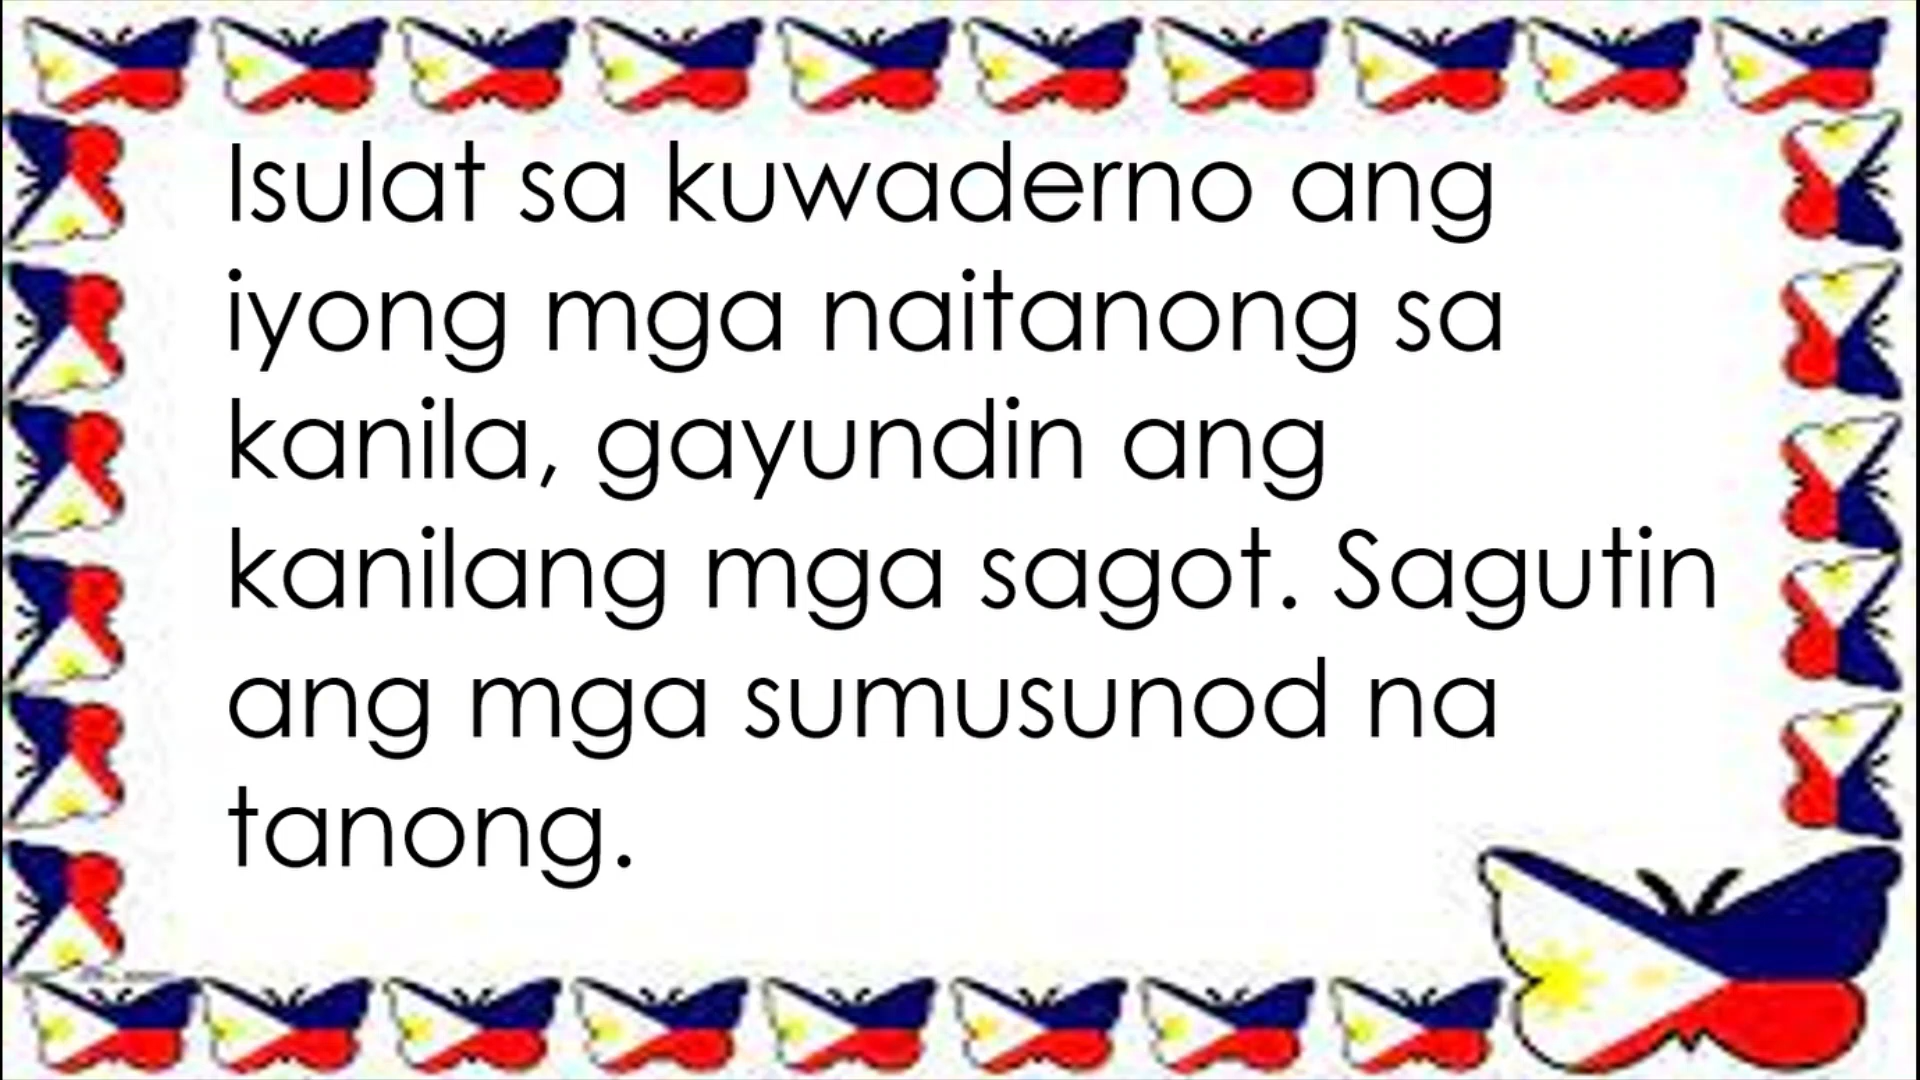 Isulat sa kuwaderno ang
iyong mga naitanong sa
kanila, gayundin ang
kanilang mga sagot. Sagutin
ang mga sumusunod na
tanong.